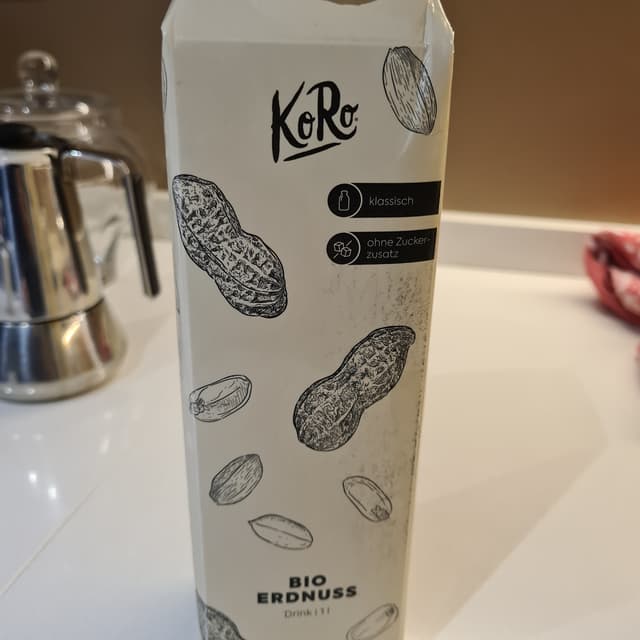 KoRo
klassisch
ohne Zucker-
zusatz
BIO
ERDNUSS
Drink | 1 l